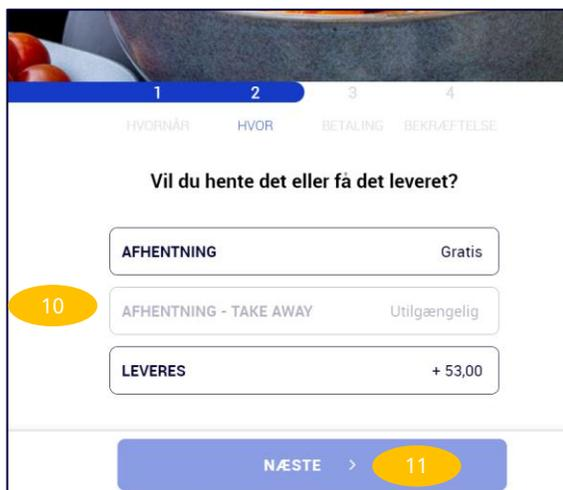 1 2 3 4
HVORNÅR HVOR BETALING BEKRÆFTELSE
Vil du hente det eller få det leveret?
AFHENTNING Gratis
10 AFHENTNING - TAKE AWAY Utilgængelig
LEVERES + 53,00
NÆSTE > 11